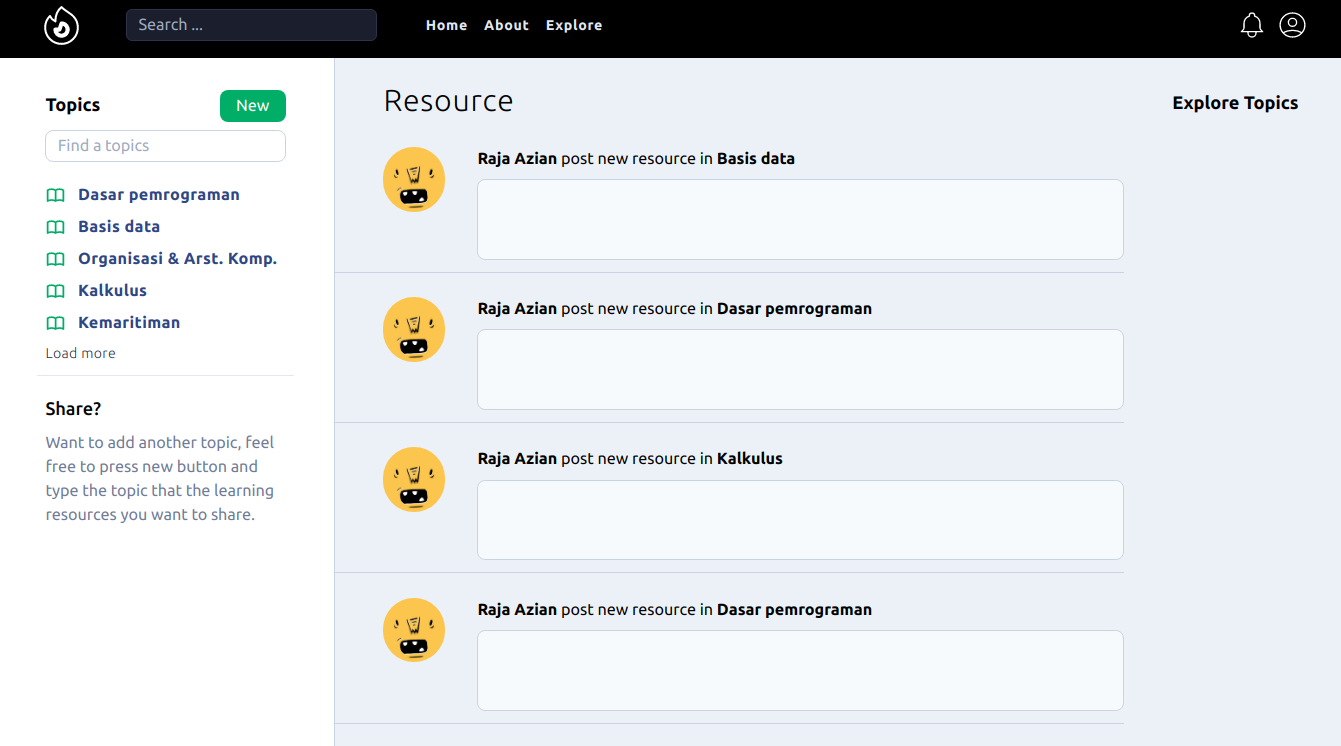 Search ...
Home About Explore
Topics
New
Find a topics
Dasar pemrograman
Basis data
Organisasi & Arst. Komp.
Kalkulus
Kemaritiman
Load more
Share?
Want to add another topic, feel
free to press new button and
type the topic that the learning
resources you want to share.
Resource
Raja Azian post new resource in Basis data
Raja Azian post new resource in Dasar pemrograman
Raja Azian post new resource in Kalkulus
Raja Azian post new resource in Dasar pemrograman
Explore Topics